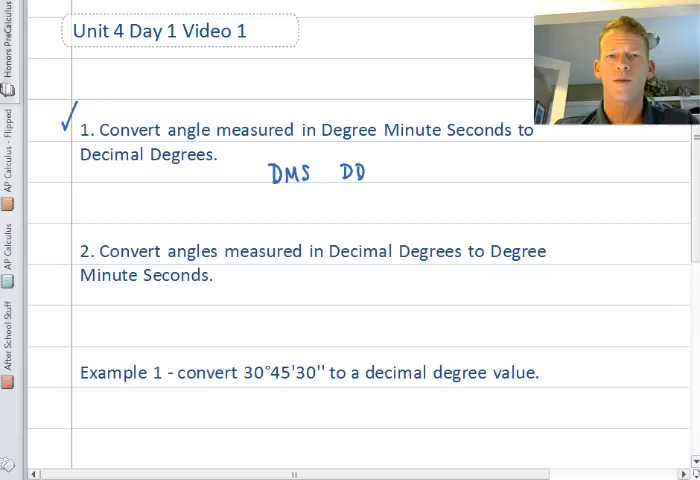 Unit 4 Day 1 Video 1
1. Convert angle measured in Degree Minute Seconds to
Decimal Degrees.
DMS DD
2. Convert angles measured in Decimal Degrees to Degree
Minute Seconds.
Example 1 - convert 30°45'30'' to a decimal degree value.
Honors PreCalculus
AP Calculus - Flipped
AP Calculus
After School Stuff